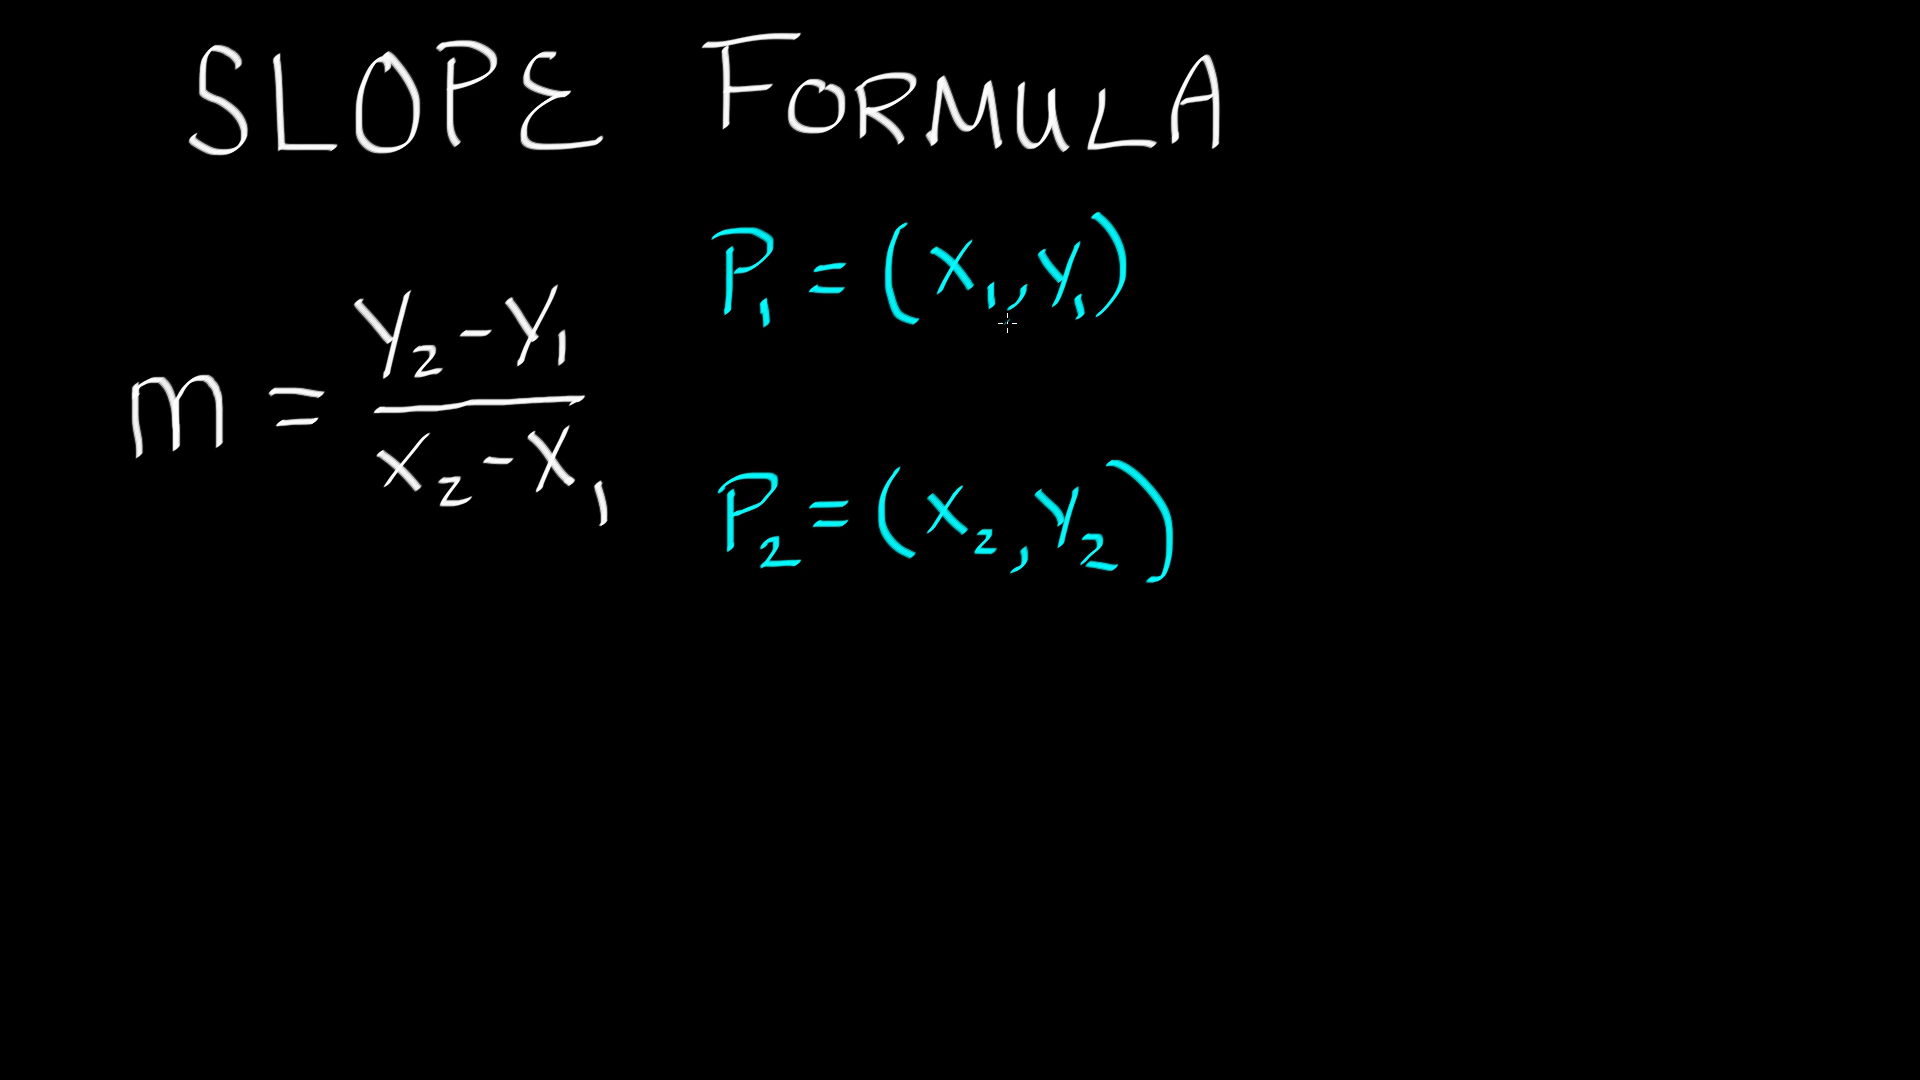 SLOPE FORMULA
P₁ = (x₁, y₁)
m = (y₂ - y₁) / (x₂ - x₁)
P₂ = (x₂, y₂)